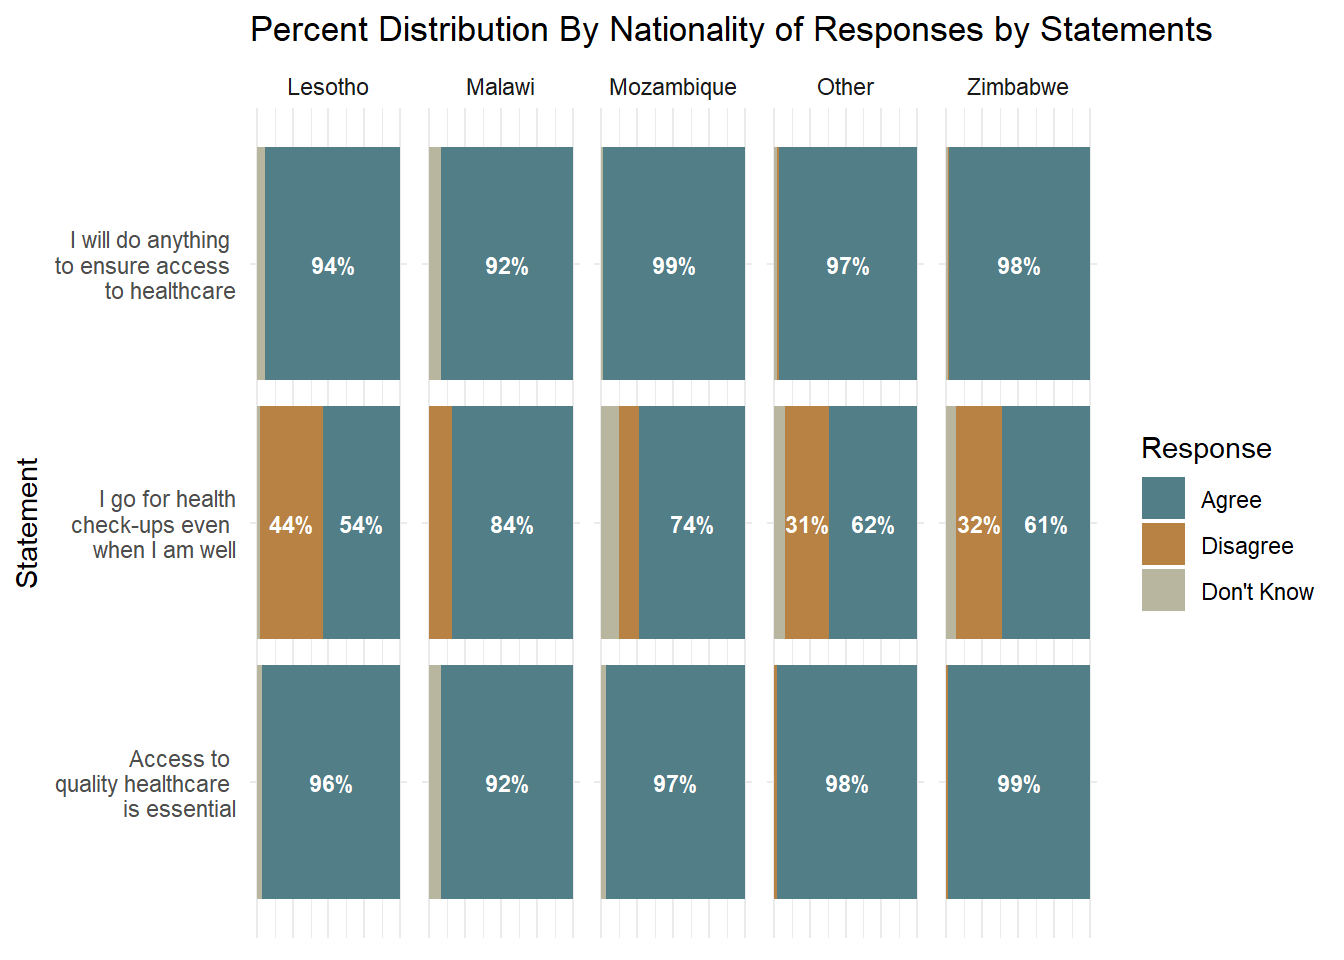 Percent Distribution By Nationality of Responses by Statements
Lesotho Malawi Mozambique Other Zimbabwe
I will do anything
to ensure access
to healthcare
94% 92% 99% 97% 98%
I go for health
check-ups even
when I am well
44% 54% 84% 74% 31% 62% 32% 61%
Access to
quality healthcare
is essential
96% 92% 97% 98% 99%
Statement
Response
Agree
Disagree
Don't Know